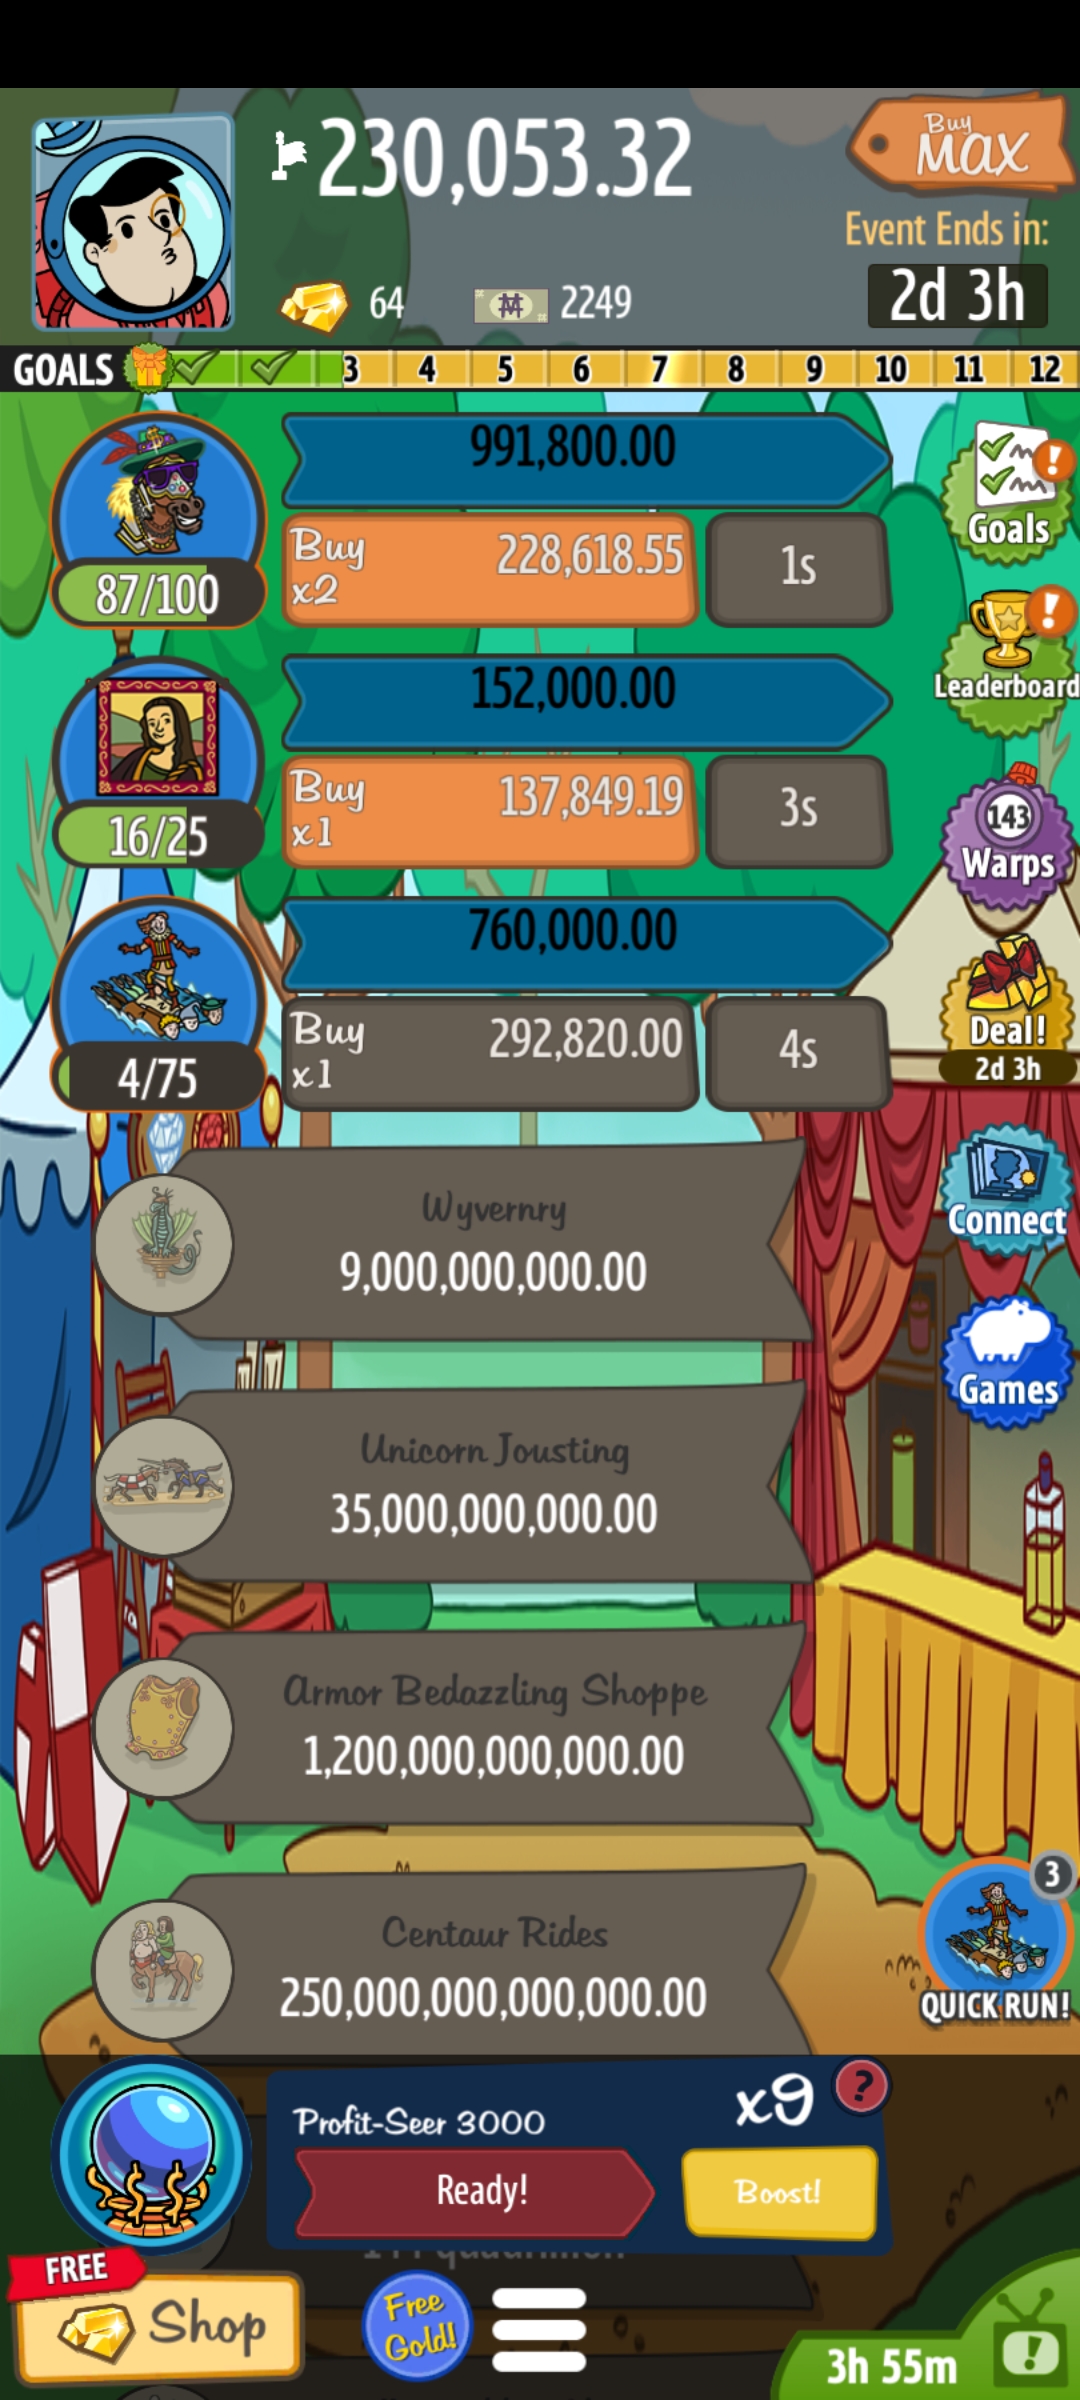 230,053.32
Buy
MAX
Event Ends in:
2d 3h
64
2249
GOALS 3 4 5 6 7 8 9 10 11 12
991,800.00
Buy
x2
228,618.55
1s
87/100
Goals
152,000.00
Leaderboard
Buy
x1
137,849.19
3s
16/25
143
Warps
760,000.00
Buy
x1
292,820.00
4s
4/75
Deal!
2d 3h
Wyvernry
9,000,000,000.00
Connect
Unicorn Jousting
35,000,000,000.00
Games
Armor Bedazzling Shoppe
1,200,000,000,000.00
Centaur Rides
250,000,000,000,000.00
3
QUICK RUN!
Profit-Seer 3000
x9
?
Ready!
Boost!
FREE
Shop
Free
Gold!
3h 55m